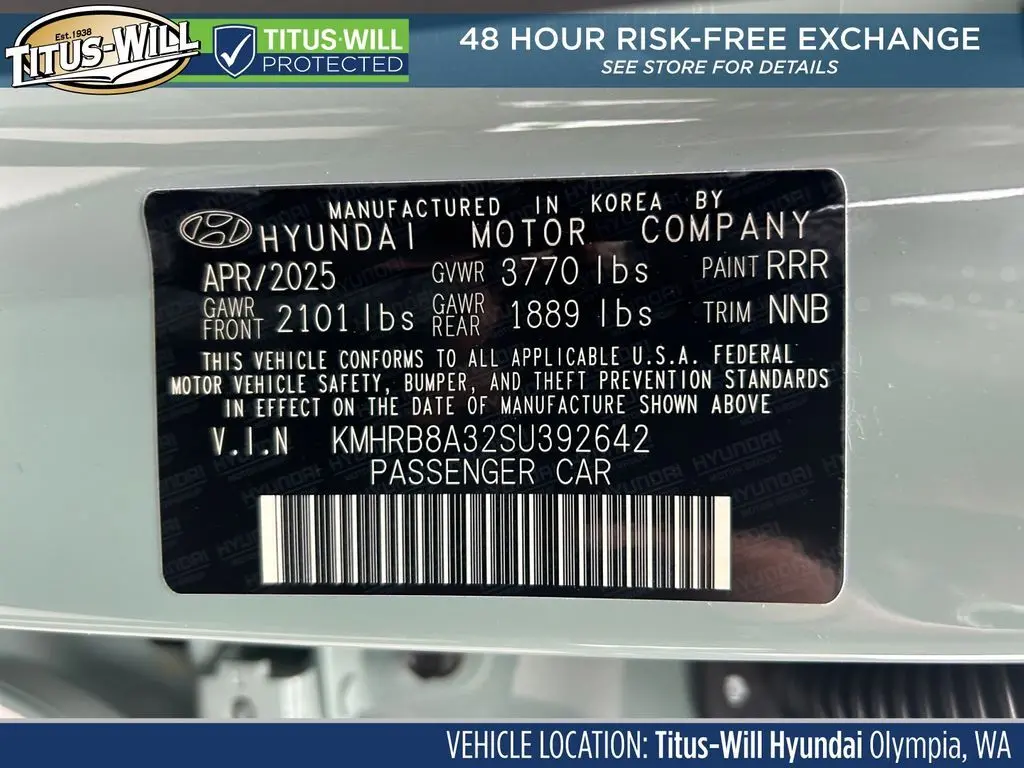 Est. 1938
TITUS-WILL
TITUS-WILL
PROTECTED
48 HOUR RISK-FREE EXCHANGE
SEE STORE FOR DETAILS
MANUFACTURED IN KOREA BY
HYUNDAI MOTOR COMPANY
APR/2025 GVWR 3770 lbs PAINT RRR
GAWR FRONT 2101 lbs GAWR REAR 1889 lbs TRIM NNB
THIS VEHICLE CONFORMS TO ALL APPLICABLE U.S.A. FEDERAL
MOTOR VEHICLE SAFETY, BUMPER, AND THEFT PREVENTION STANDARDS
IN EFFECT ON THE DATE OF MANUFACTURE SHOWN ABOVE
V.I.N KMHRB8A32SU392642
PASSENGER CAR
VEHICLE LOCATION: Titus-Will Hyundai Olympia, WA